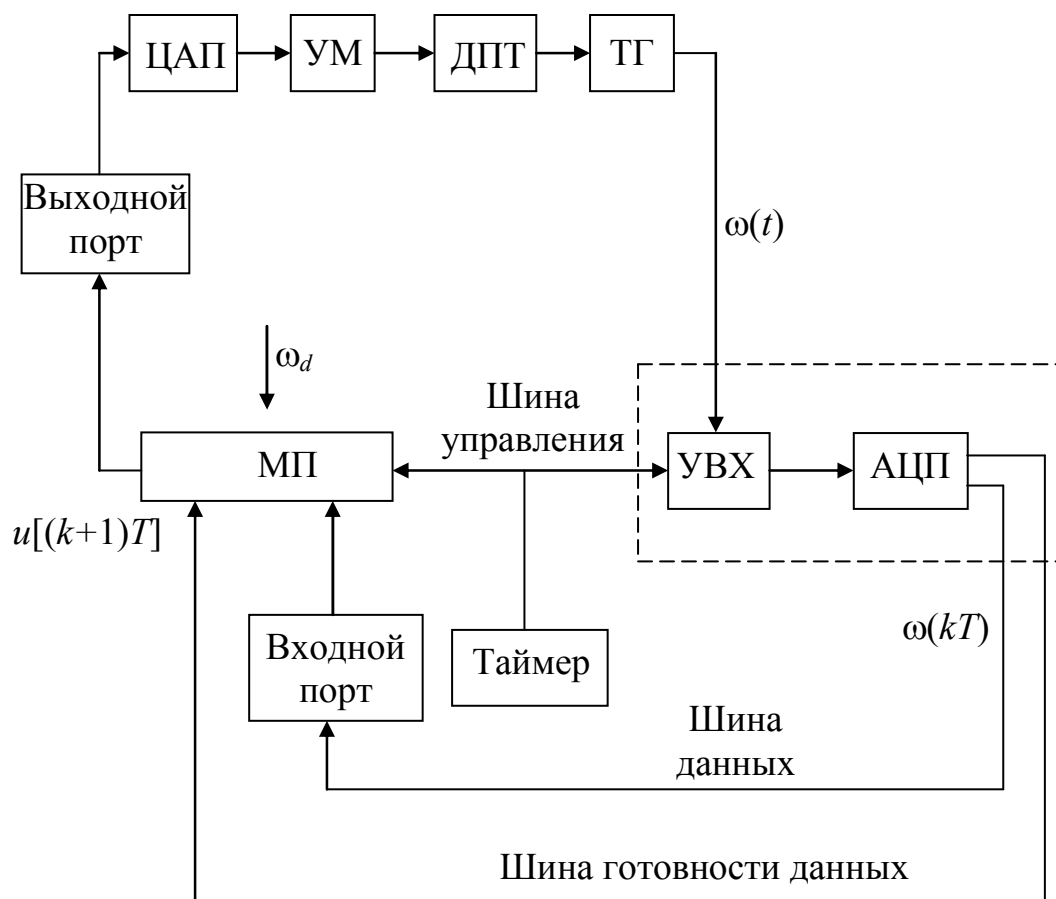 ЦАП
УМ
ДПТ
ТГ
Выходной
порт
ω(t)
ω_d
Шина
управления
МП
УВХ
АЦП
u[(k+1)T]
Входной
порт
Таймер
ω(kT)
Шина
данных
Шина готовности данных